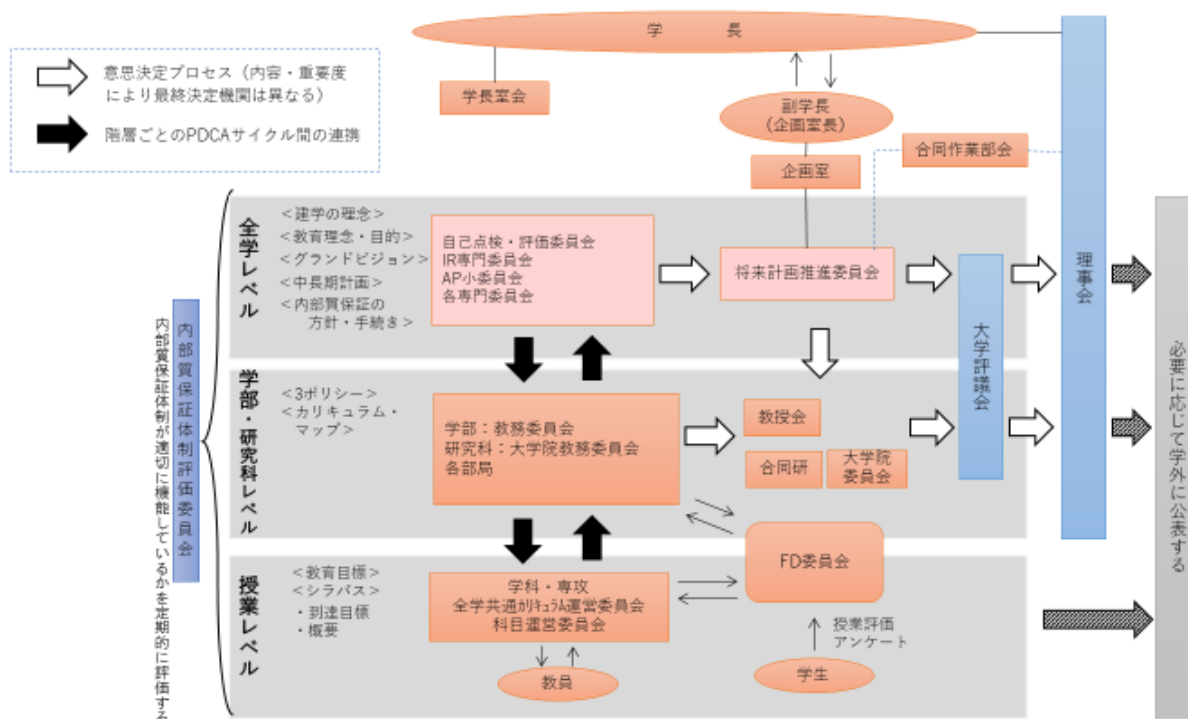 学　長
意思決定プロセス（内容・重要度
により最終決定機関は異なる）
階層ごとのPDCAサイクル間の連携
学長室会
副学長
（企画室長）
企画室
合同作業部会
理事会
全学レベル
＜建学の理念＞
＜教育理念・目的＞
＜グランドビジョン＞
＜中長期計画＞
＜内部質保証の
方針・手続き＞
自己点検・評価委員会
IR専門委員会
AP小委員会
各専門委員会
将来計画推進委員会
大学評議会
学部・研究科レベル
＜3ポリシー＞
＜カリキュラム・
マップ＞
学部：教務委員会
研究科：大学院教務委員会
各部局
教授会
合同研
大学院
委員会
FD委員会
授業レベル
＜教育目標＞
＜シラバス＞
・到達目標
・概要
学科・専攻
全学共通ｶﾘｷｭﾗﾑ運営委員会
科目運営委員会
教員
授業評価
アンケート
学生
内部質保証体制評価委員会
内部質保証体制が適切に機能しているかを定期的に評価する
必要に応じて学外に公表する